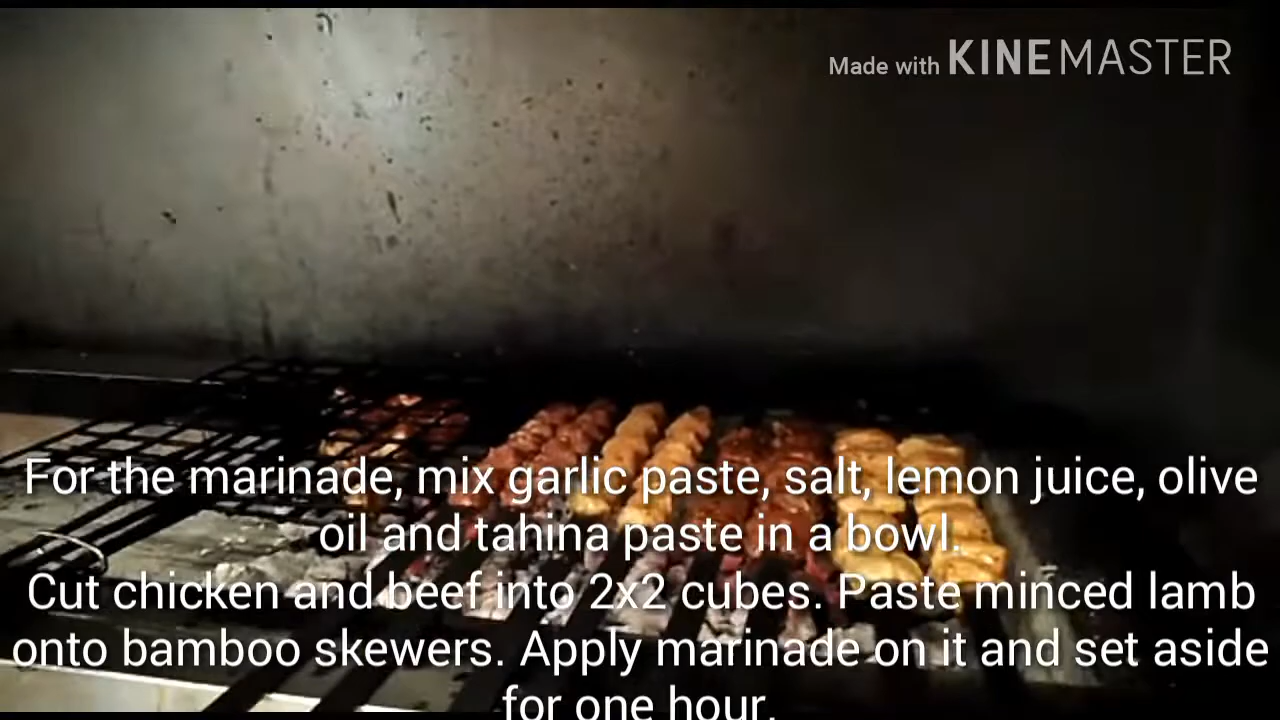 Made with KINEMASTER
For the marinade, mix garlic paste, salt, lemon juice, olive
oil and tahina paste in a bowl.
Cut chicken and beef into 2x2 cubes. Paste minced lamb
onto bamboo skewers. Apply marinade on it and set aside
for one hour.